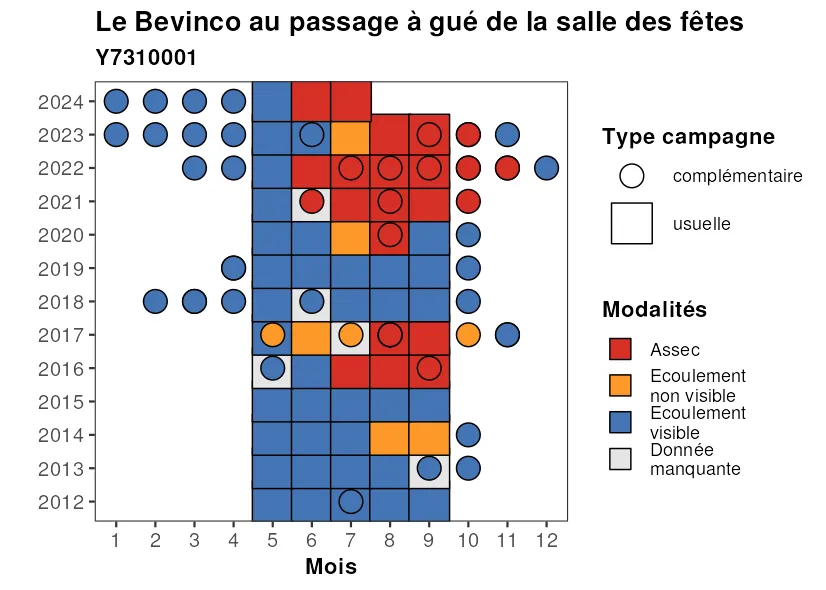 Le Bevinco au passage à gué de la salle des fêtes
Y7310001
2024
2023
2022
2021
2020
2019
2018
2017
2016
2015
2014
2013
2012
1 2 3 4 5 6 7 8 9 10 11 12
Mois
Type campagne
complémentaire
usuelle
Modalités
Assec
Ecoulement
non visible
Ecoulement
visible
Donnée
manquante